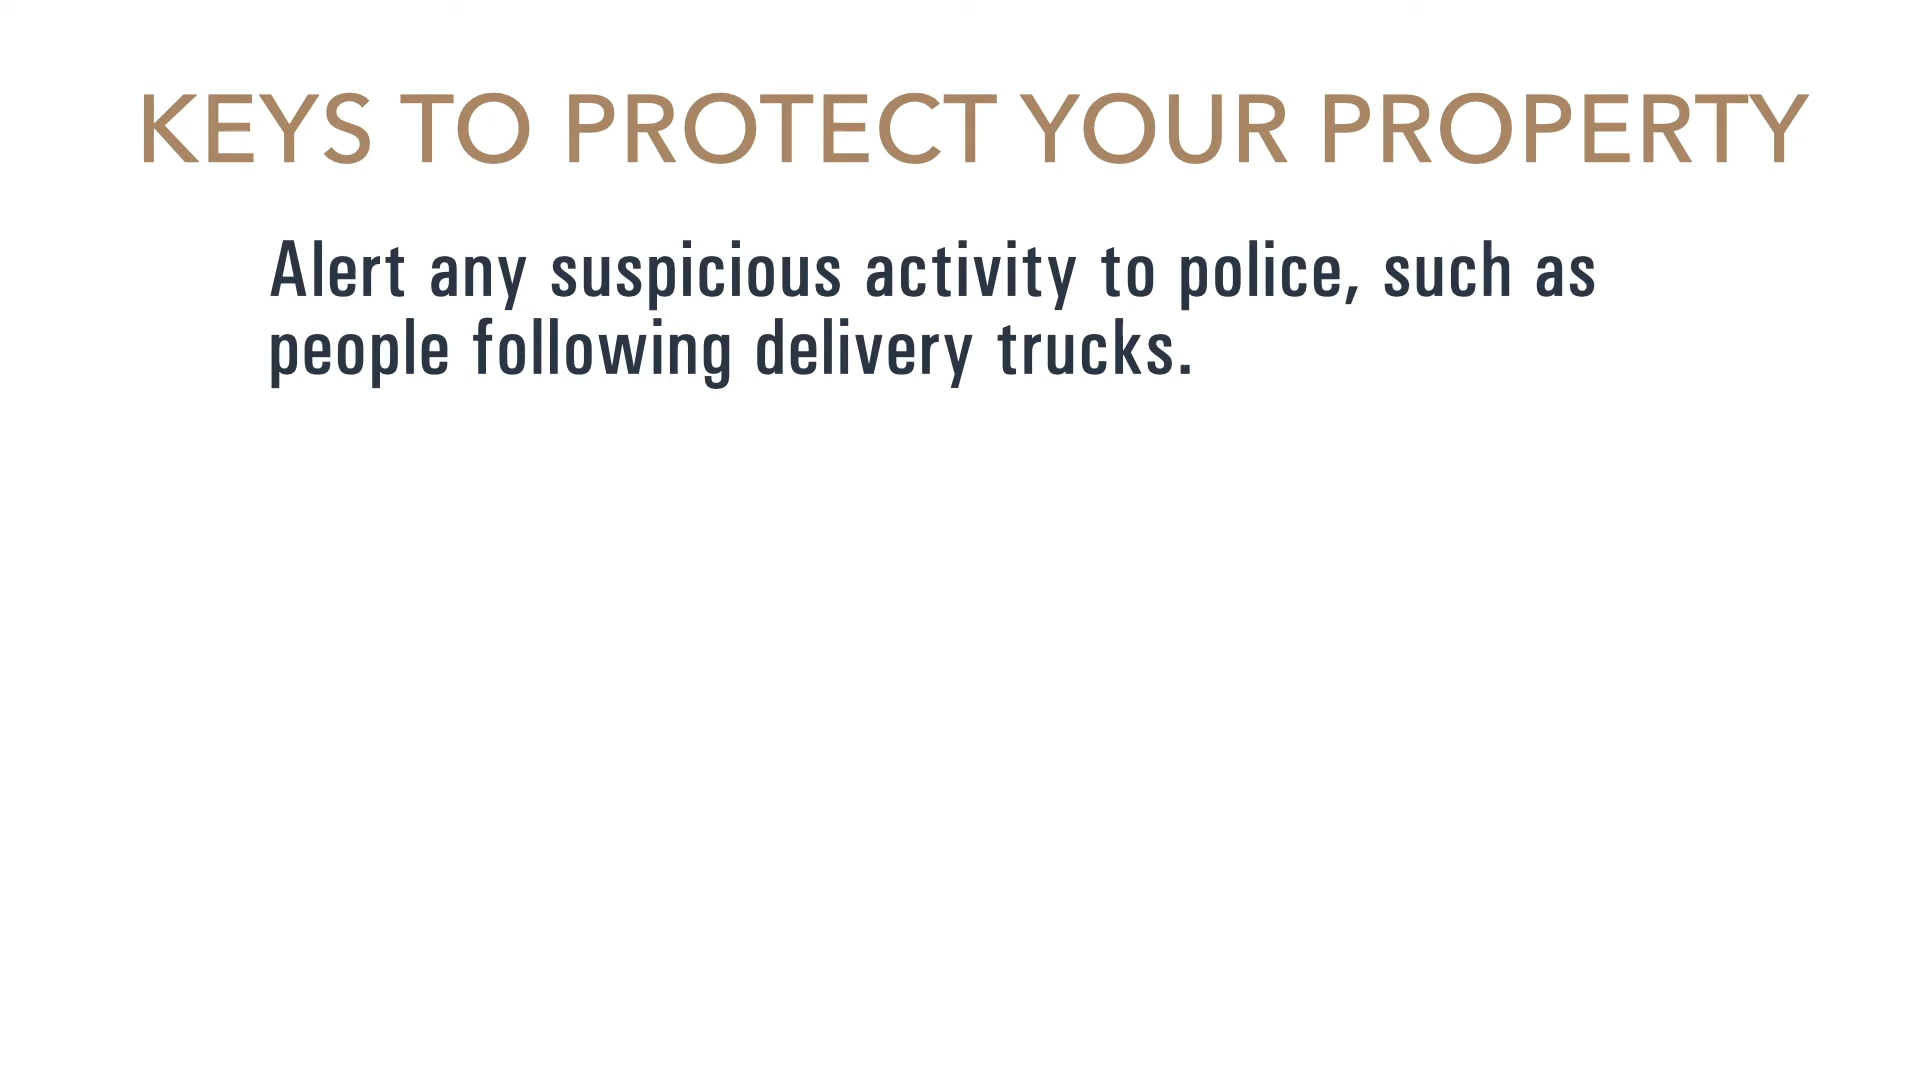 KEYS TO PROTECT YOUR PROPERTY
Alert any suspicious activity to police, such as
people following delivery trucks.